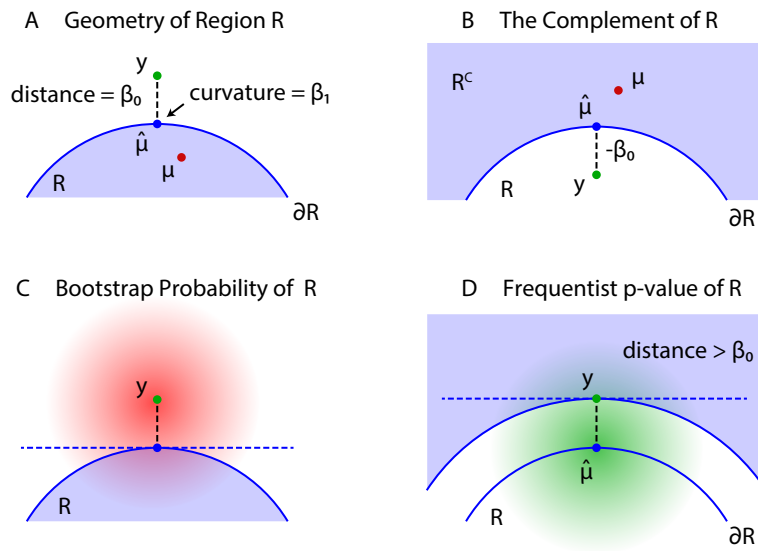 A Geometry of Region R
y
distance = β₀
curvature = β₁
μ̂
μ
R
∂R
B The Complement of R
Rᶜ
μ
μ̂
-β₀
y
R
∂R
C Bootstrap Probability of R
y
R
D Frequentist p-value of R
distance > β₀
y
μ̂
R
∂R